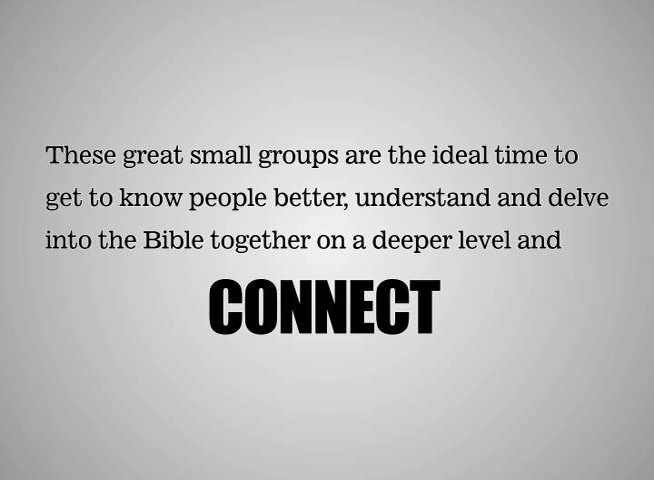 These great small groups are the ideal time to
get to know people better, understand and delve
into the Bible together on a deeper level and
CONNECT